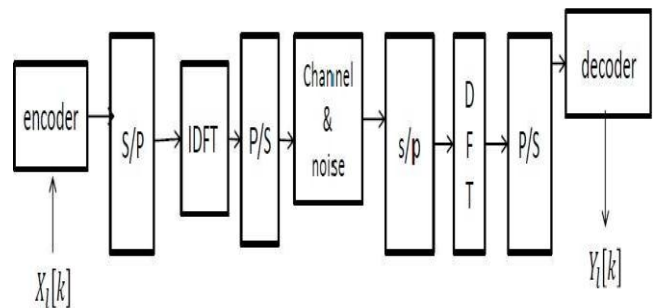 encoder
S/P
IDFT
P/S
Channel
&
noise
s/p
D
F
T
P/S
decoder
X_l[k]
Y_l[k]